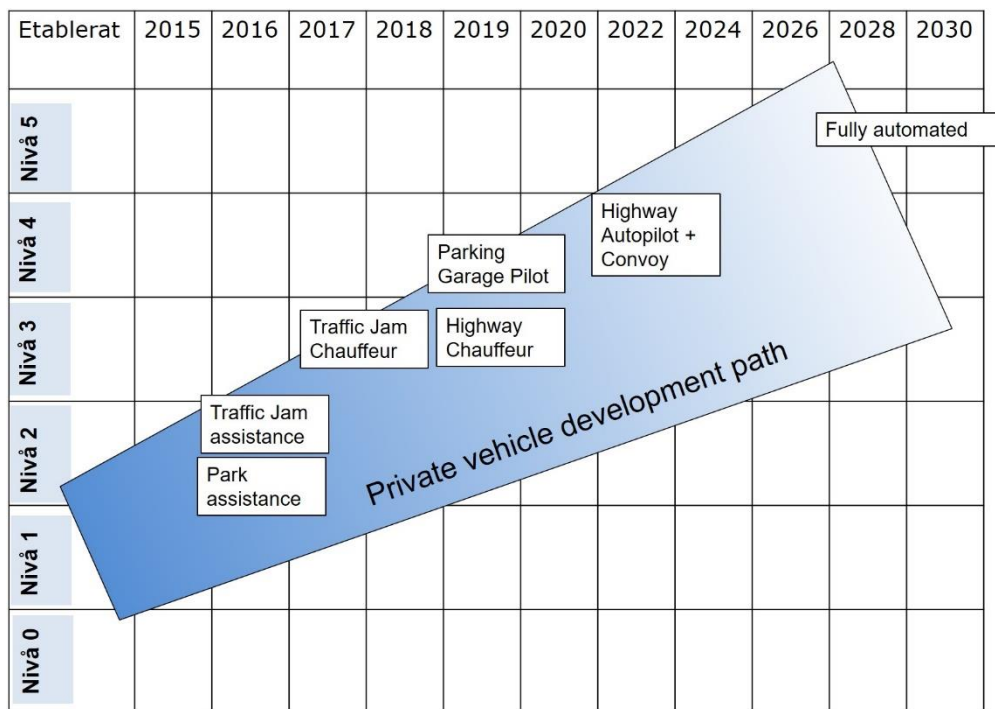 Etablerat 2015 2016 2017 2018 2019 2020 2022 2024 2026 2028 2030
Nivå 5
Fully automated
Nivå 4
Highway
Autopilot +
Convoy
Parking
Garage Pilot
Nivå 3
Traffic Jam
Chauffeur
Highway
Chauffeur
Private vehicle development path
Nivå 2
Traffic Jam
assistance
Park
assistance
Nivå 1
Nivå 0